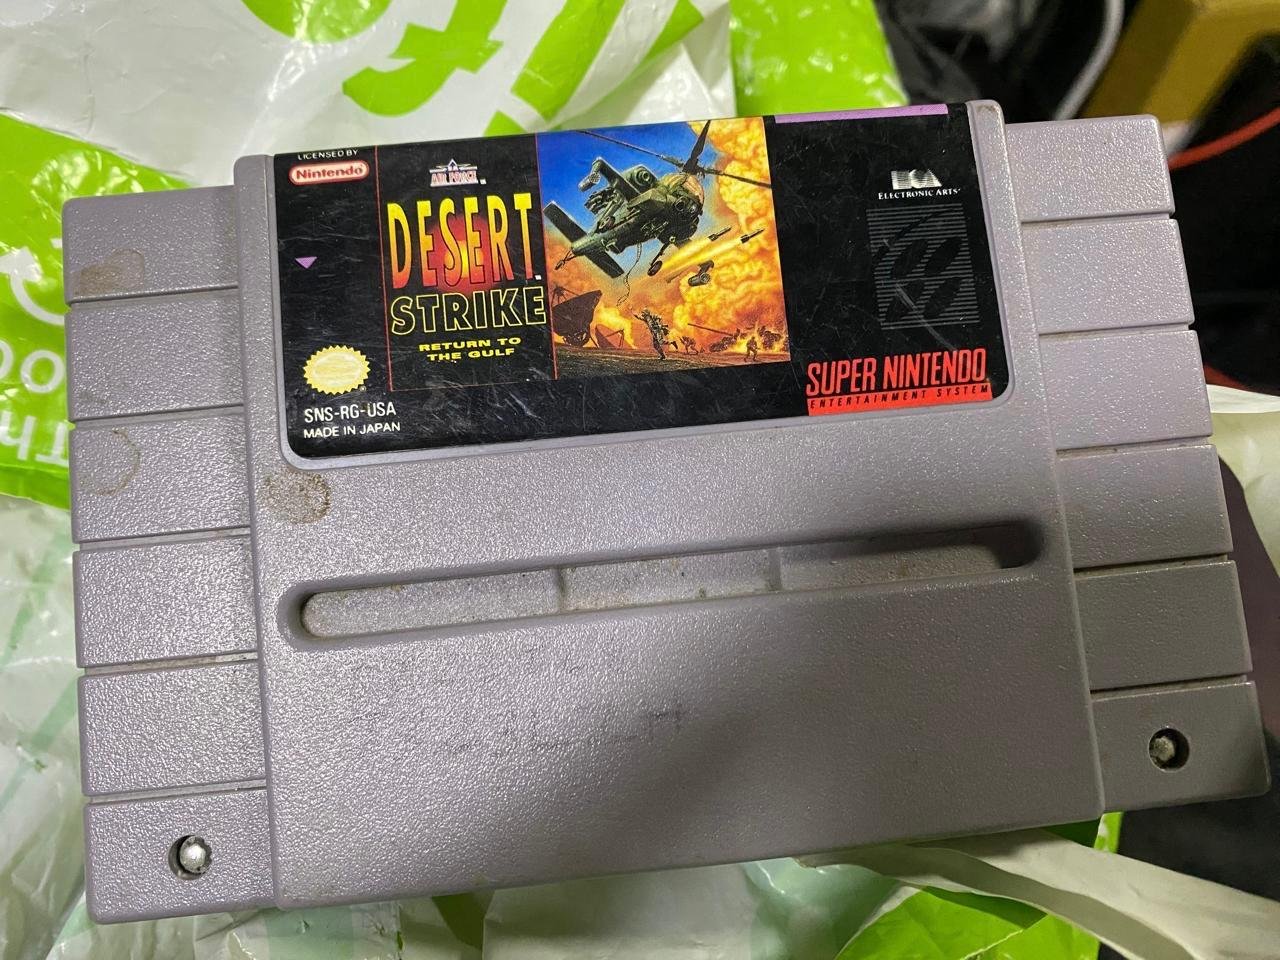 LICENSED BY
Nintendo
AIR FORCE
DESERT
STRIKE
RETURN TO
THE GULF
SNS-RG-USA
MADE IN JAPAN
ELECTRONIC ARTS
SUPER NINTENDO
ENTERTAINMENT SYSTEM